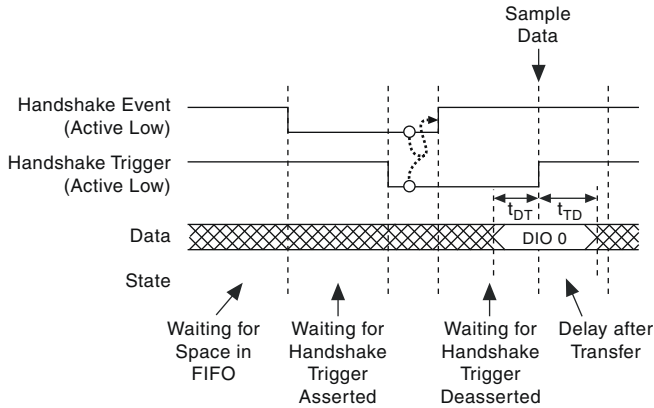 Sample
Data
Handshake Event
(Active Low)
Handshake Trigger
(Active Low)
tDT
tTD
Data
DIO 0
State
Waiting for
Space in
FIFO
Waiting for
Handshake
Trigger
Asserted
Waiting for
Handshake
Trigger
Deasserted
Delay after
Transfer